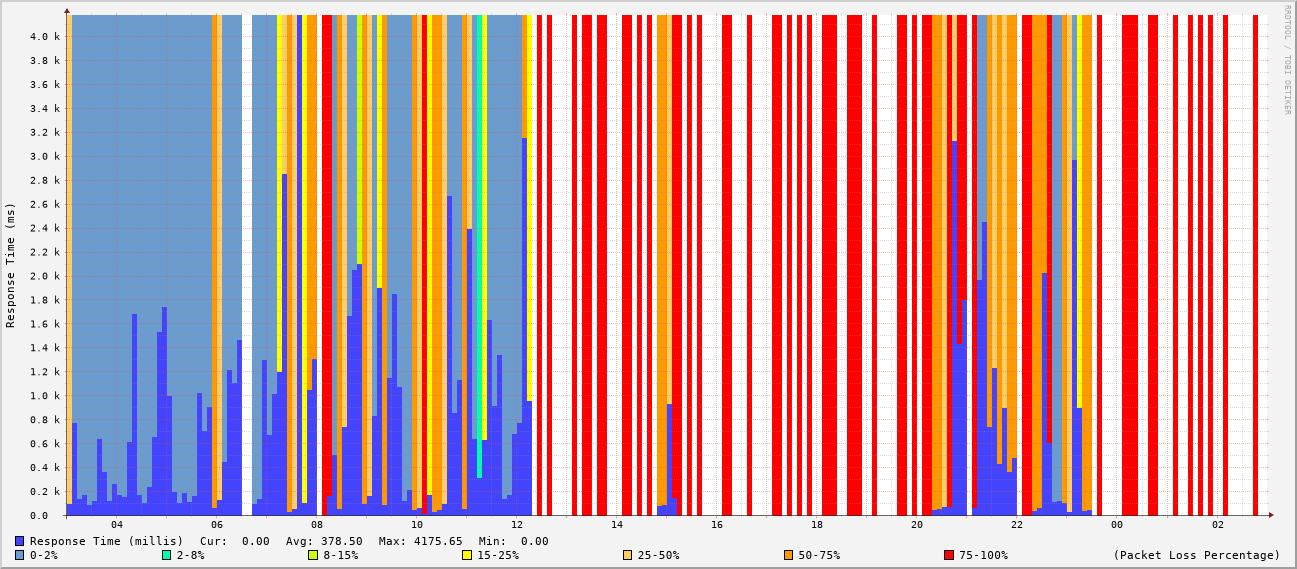 RRDTOOL / TOBI OETIKER
Response Time (ms)
4.0 k
3.8 k
3.6 k
3.4 k
3.2 k
3.0 k
2.8 k
2.6 k
2.4 k
2.2 k
2.0 k
1.8 k
1.6 k
1.4 k
1.2 k
1.0 k
0.8 k
0.6 k
0.4 k
0.2 k
0.0
04 06 08 10 12 14 16 18 20 22 00 02
Response Time (millis) Cur: 0.00 Avg: 378.50 Max: 4175.65 Min: 0.00
0-2% 2-8% 8-15% 15-25% 25-50% 50-75% 75-100% (Packet Loss Percentage)